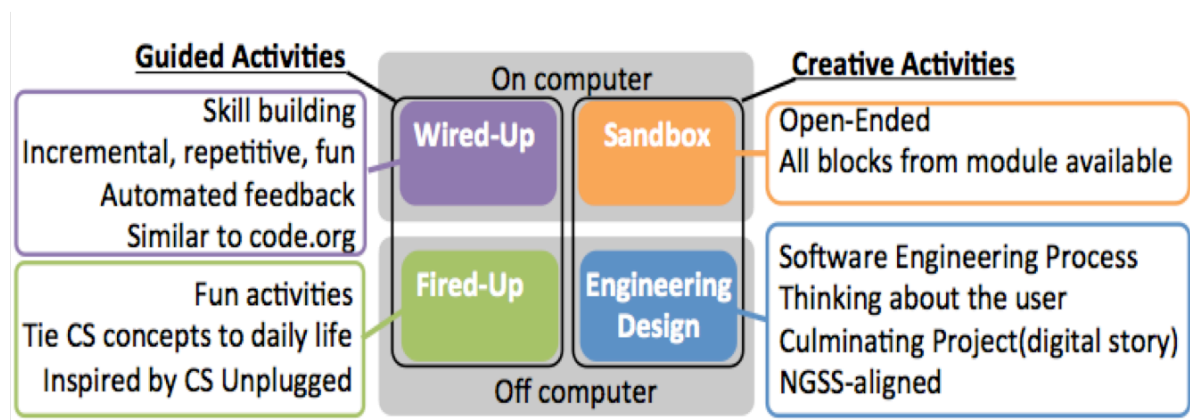 Guided Activities
On computer
Creative Activities
Skill building
Incremental, repetitive, fun
Automated feedback
Similar to code.org
Wired-Up
Sandbox
Open-Ended
All blocks from module available
Fun activities
Tie CS concepts to daily life
Inspired by CS Unplugged
Fired-Up
Engineering
Design
Software Engineering Process
Thinking about the user
Culminating Project(digital story)
NGSS-aligned
Off computer